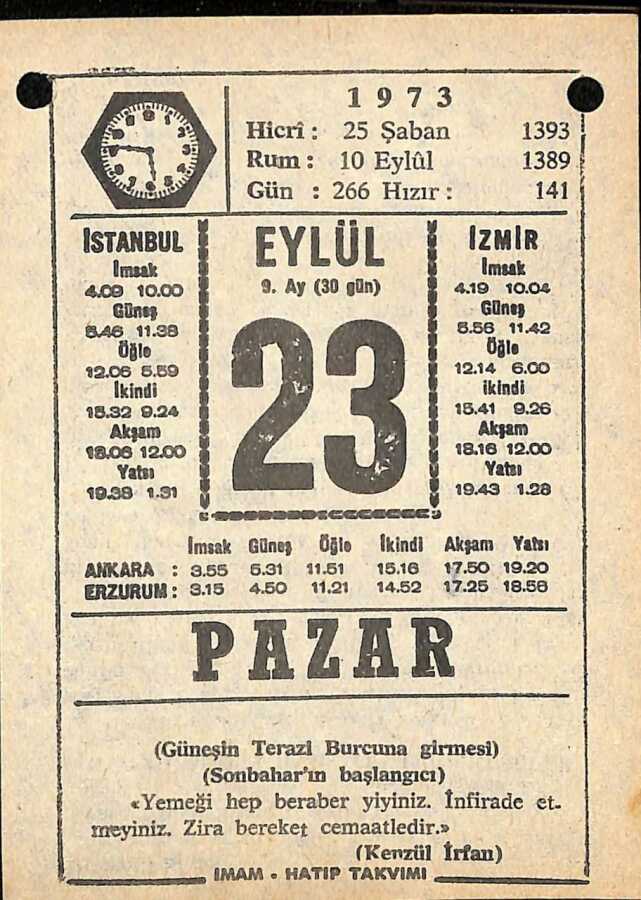 1973
Hicrî : 25 Şaban 1393
Rum : 10 Eylûl 1389
Gün : 266 Hızır : 141
İSTANBUL
İmsak
4.09 10.00
Güneş
5.46 11.38
Öğle
12.06 5.59
İkindi
15.32 9.24
Akşam
18.06 12.00
Yatsı
19.38 1.31
EYLÜL
9. Ay (30 gün)
23
İZMİR
İmsak
4.19 10.04
Güneş
5.56 11.42
Öğle
12.14 6.00
ikindi
15.41 9.26
Akşam
18.16 12.00
Yatsı
19.43 1.28
İmsak Güneş Öğle İkindi Akşam Yatsı
ANKARA : 3.55 5.31 11.51 15.16 17.50 19.20
ERZURUM : 3.15 4.50 11.21 14.52 17.25 18.56
PAZAR
(Güneşin Terazi Burcuna girmesi)
(Sonbahar'ın başlangıcı)
«Yemeği hep beraber yiyiniz. İnfirade et-
meyiniz. Zira bereket cemaatledir.»
(Kenzül İrfan)
İMAM - HATİP TAKVİMİ